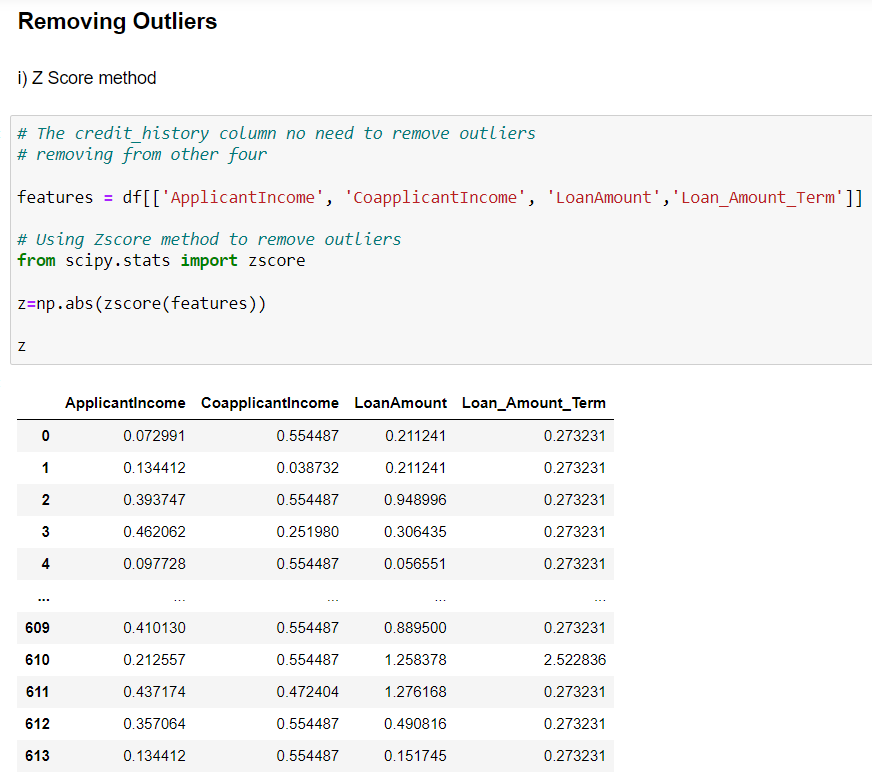 Removing Outliers
i) Z Score method
# The credit_history column no need to remove outliers
# removing from other four
features = df[['ApplicantIncome', 'CoapplicantIncome', 'LoanAmount','Loan_Amount_Term']]
# Using Zscore method to remove outliers
from scipy.stats import zscore
z=np.abs(zscore(features))
z
ApplicantIncome CoapplicantIncome LoanAmount Loan_Amount_Term
0 0.072991 0.554487 0.211241 0.273231
1 0.134412 0.038732 0.211241 0.273231
2 0.393747 0.554487 0.948996 0.273231
3 0.462062 0.251980 0.306435 0.273231
4 0.097728 0.554487 0.056551 0.273231
... ... ... ... ...
609 0.410130 0.554487 0.889500 0.273231
610 0.212557 0.554487 1.258378 2.522836
611 0.437174 0.472404 1.276168 0.273231
612 0.357064 0.554487 0.490816 0.273231
613 0.134412 0.554487 0.151745 0.273231